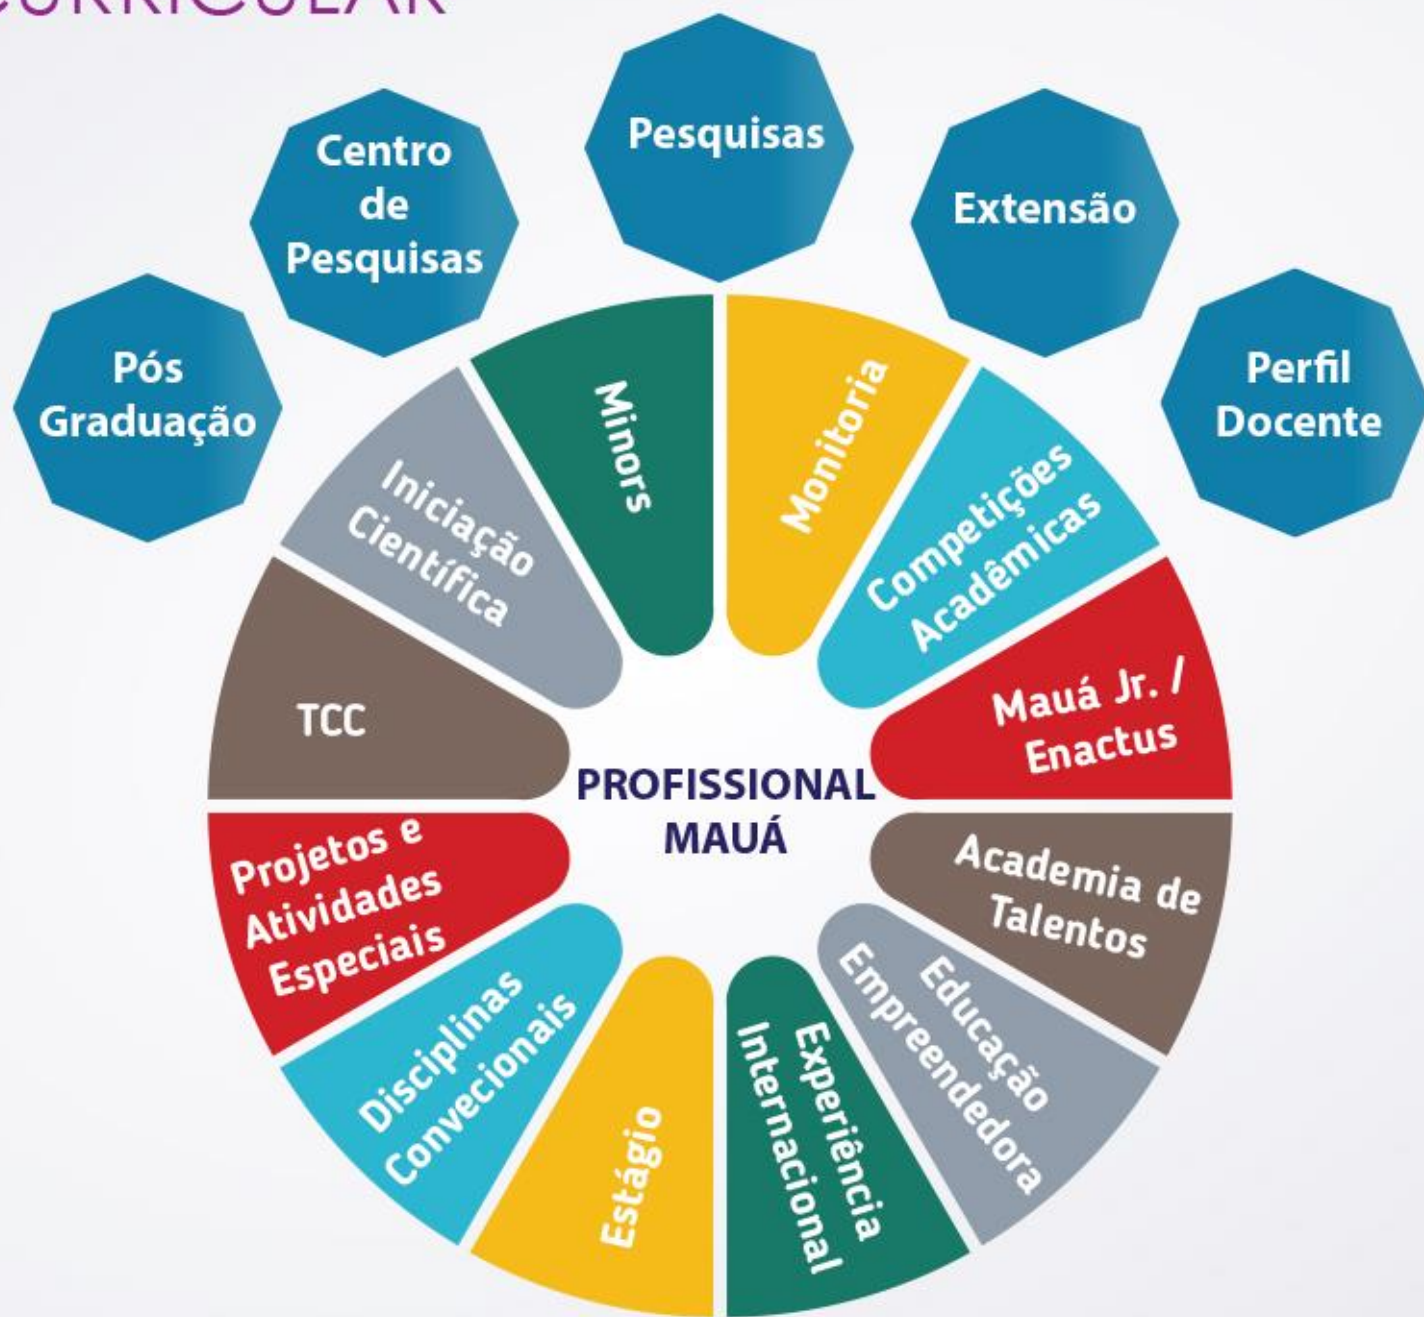 CURRICULAR
Pesquisas
Centro
de
Pesquisas
Extensão
Pós
Graduação
Perfil
Docente
Minors
Monitoria
Iniciação
Científica
Competições
Acadêmicas
TCC
Mauá Jr. /
Enactus
PROFISSIONAL
MAUÁ
Projetos e
Atividades
Especiais
Academia de
Talentos
Disciplinas
Convecionais
Educação
Empreendedora
Estágio
Experiência
Internacional